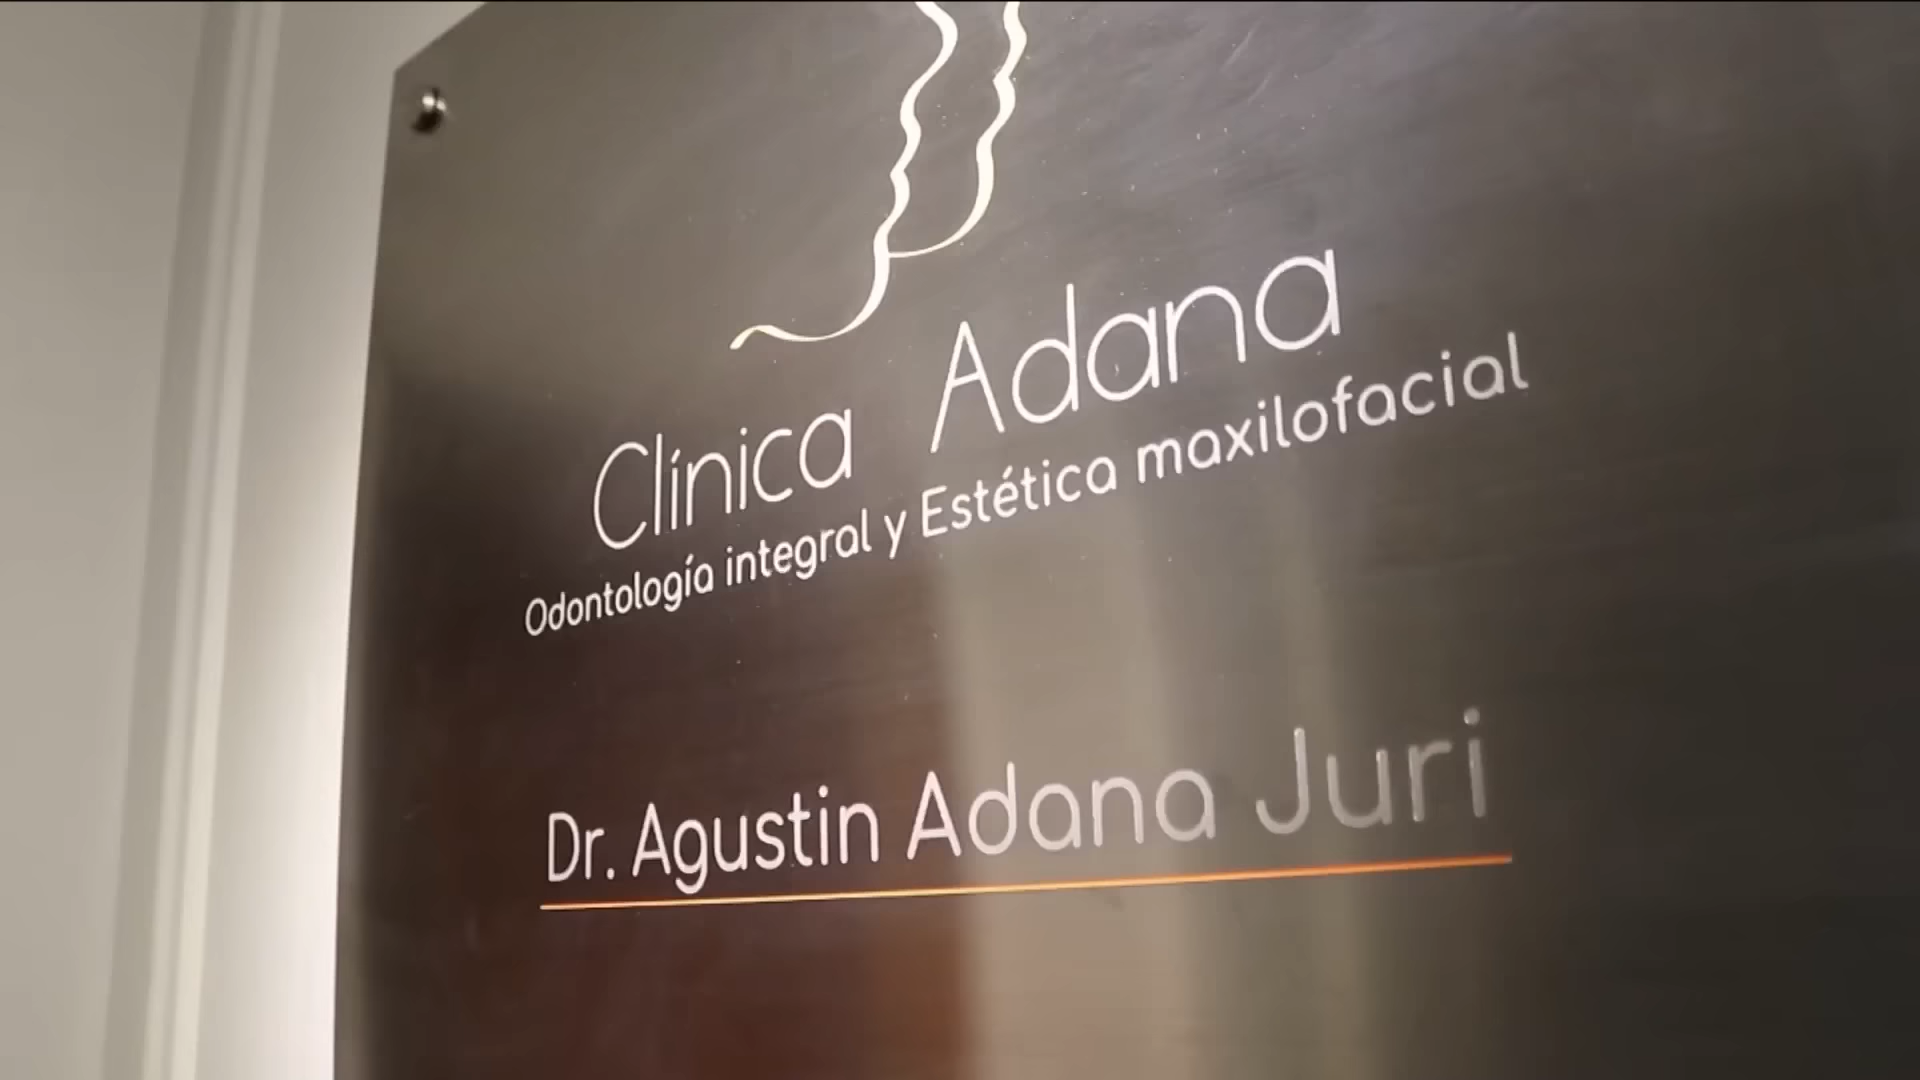 Clínica Adana
Odontología integral y Estética maxilofacial
Dr. Agustin Adana Juri